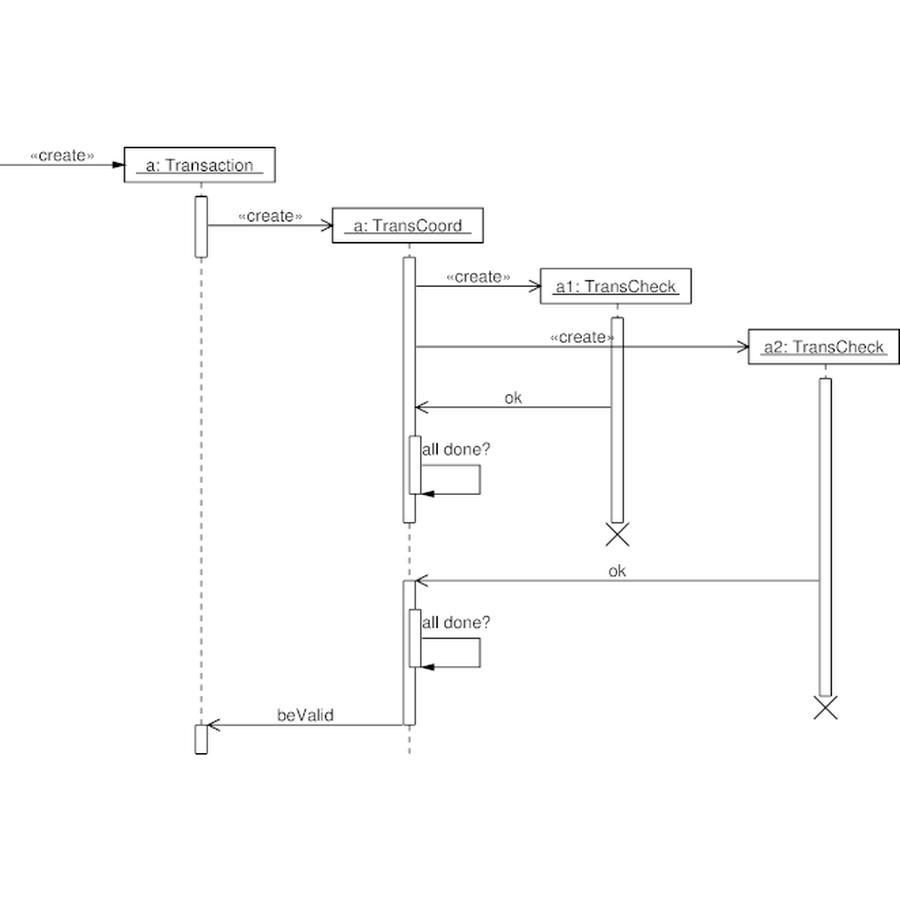 «create»
a: Transaction
«create»
a: TransCoord
«create»
a1: TransCheck
«create»
a2: TransCheck
ok
all done?
ok
all done?
beValid